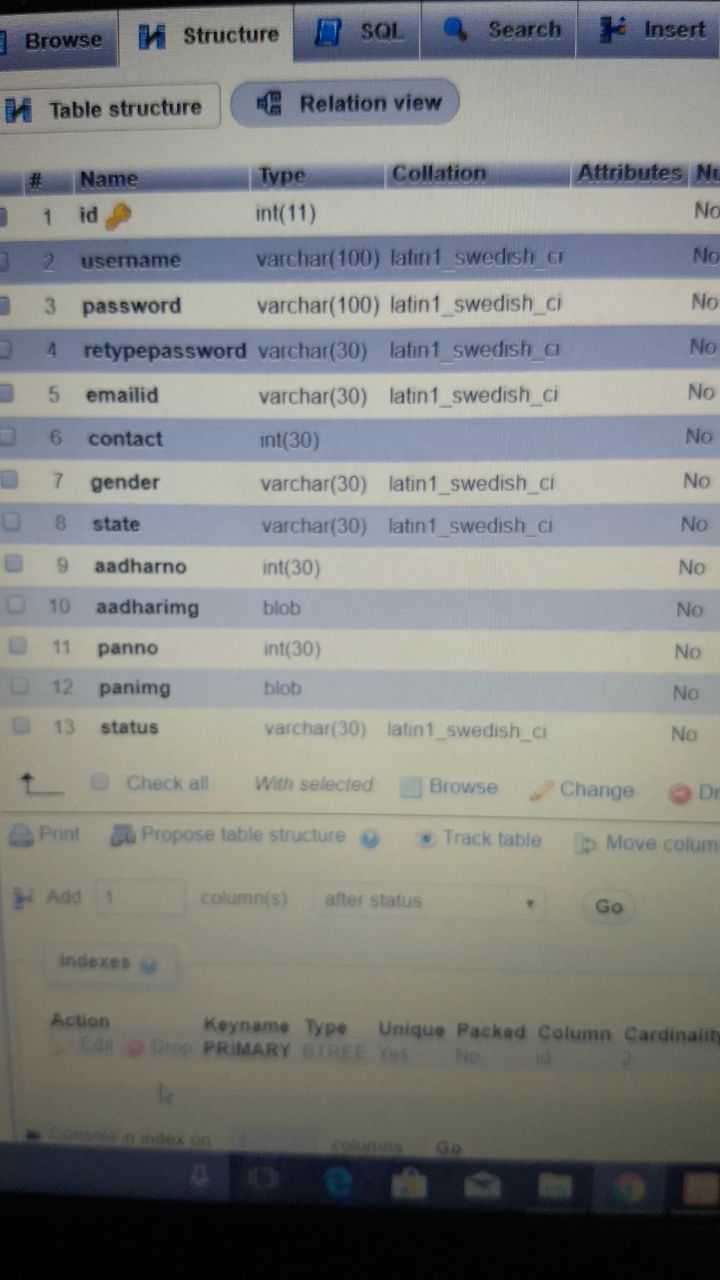 Browse Structure SQL Search Insert
Table structure Relation view
# Name Type Collation Attributes
1 id int(11) No
2 username varchar(100) latin1_swedish_ci No
3 password varchar(100) latin1_swedish_ci No
4 retypepassword varchar(30) latin1_swedish_ci No
5 emailid varchar(30) latin1_swedish_ci No
6 contact int(30) No
7 gender varchar(30) latin1_swedish_ci No
8 state varchar(30) latin1_swedish_ci No
9 aadharno int(30) No
10 aadharimg blob No
11 panno int(30) No
12 panimg blob No
13 status varchar(30) latin1_swedish_ci No
Check all With selected: Browse Change Dr
Print Propose table structure Track table Move colum
Add 1 column(s) after status Go
Indexes
Action Keyname Type Unique Packed Column Cardinality
Edit Drop PRIMARY BTREE Yes No id 2
Console n index on columns Go